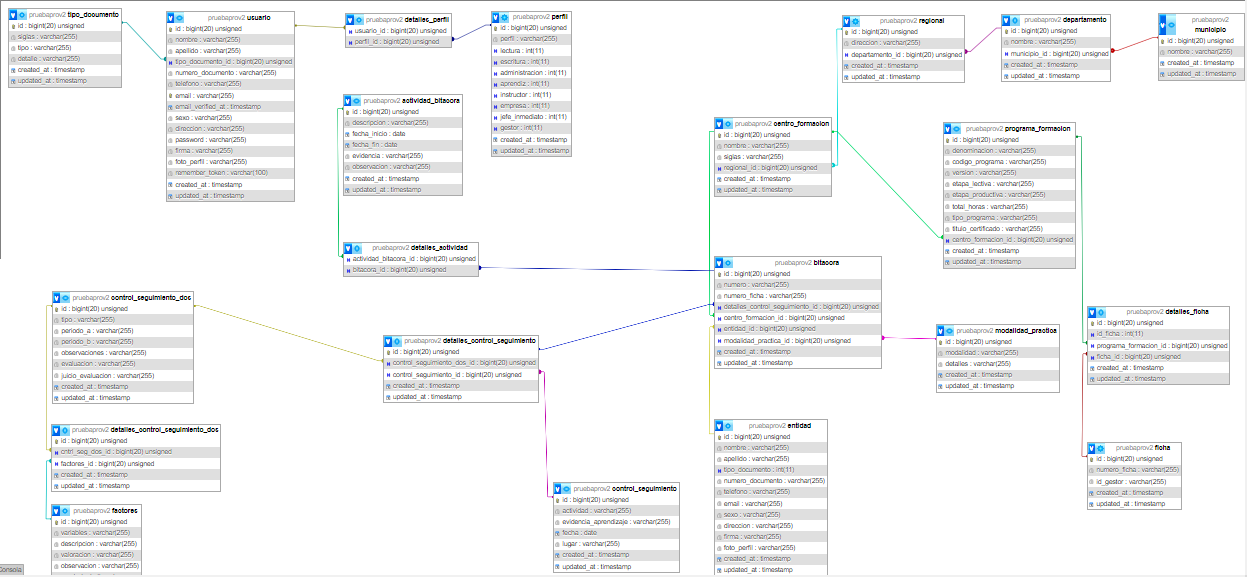 pruebaprov2 tipo_documento
id : bigint(20) unsigned
siglas : varchar(255)
tipo : varchar(255)
detalle : varchar(255)
created_at : timestamp
updated_at : timestamp
pruebaprov2 usuario
id : bigint(20) unsigned
nombre : varchar(255)
apellido : varchar(255)
tipo_documento_id : bigint(20) unsigned
numero_documento : varchar(255)
telefono : varchar(255)
email : varchar(255)
email_verified_at : timestamp
sexo : varchar(255)
direccion : varchar(255)
password : varchar(255)
firma : varchar(255)
foto_perfil : varchar(255)
remember_token : varchar(100)
created_at : timestamp
updated_at : timestamp
pruebaprov2 detalles_perfil
usuario_id : bigint(20) unsigned
perfil_id : bigint(20) unsigned
pruebaprov2 perfil
id : bigint(20) unsigned
perfil : varchar(255)
lectura : int(11)
escritura : int(11)
administracion : int(11)
aprendiz : int(11)
instructor : int(11)
empresa : int(11)
jefe_inmediato : int(11)
gestor : int(11)
created_at : timestamp
updated_at : timestamp
pruebaprov2 regional
id : bigint(20) unsigned
direccion : varchar(255)
departamento_id : bigint(20) unsigned
created_at : timestamp
updated_at : timestamp
pruebaprov2 departamento
id : bigint(20) unsigned
nombre : varchar(255)
municipio_id : bigint(20) unsigned
created_at : timestamp
updated_at : timestamp
pruebaprov2
municipio
id : bigint(20) unsigned
nombre : varchar(255)
created_at : timestamp
updated_at : timestamp
pruebaprov2 actividad_bitacora
id : bigint(20) unsigned
descripcion : varchar(255)
fecha_inicio : date
fecha_fin : date
evidencia : varchar(255)
observacion : varchar(255)
created_at : timestamp
updated_at : timestamp
pruebaprov2 centro_formacion
id : bigint(20) unsigned
nombre : varchar(255)
siglas : varchar(255)
regional_id : bigint(20) unsigned
created_at : timestamp
updated_at : timestamp
pruebaprov2 programa_formacion
id : bigint(20) unsigned
denominacion : varchar(255)
codigo_programa : varchar(255)
version : varchar(255)
etapa_lectiva : varchar(255)
etapa_productiva : varchar(255)
total_horas : varchar(255)
tipo_programa : varchar(255)
titulo_certificado : varchar(255)
centro_formacion_id : bigint(20) unsigned
created_at : timestamp
updated_at : timestamp
pruebaprov2 detalles_actividad
actividad_bitacora_id : bigint(20) unsigned
bitacora_id : bigint(20) unsigned
pruebaprov2 bitacora
id : bigint(20) unsigned
numero : varchar(255)
numero_ficha : varchar(255)
detalles_control_seguimiento_id : bigint(20) unsigned
centro_formacion_id : bigint(20) unsigned
entidad_id : bigint(20) unsigned
modalidad_practica_id : bigint(20) unsigned
created_at : timestamp
updated_at : timestamp
pruebaprov2 control_seguimiento_dos
id : bigint(20) unsigned
tipo : varchar(255)
periodo_a : varchar(255)
periodo_b : varchar(255)
observaciones : varchar(255)
evaluacion : varchar(255)
juicio_evaluacion : varchar(255)
created_at : timestamp
updated_at : timestamp
pruebaprov2 detalles_control_seguimiento
id : bigint(20) unsigned
control_seguimiento_dos_id : bigint(20) unsigned
control_seguimiento_id : bigint(20) unsigned
created_at : timestamp
updated_at : timestamp
pruebaprov2 modalidad_practica
id : bigint(20) unsigned
modalidad : varchar(255)
detalles : varchar(255)
created_at : timestamp
updated_at : timestamp
pruebaprov2 detalles_ficha
id : bigint(20) unsigned
id_ficha : int(11)
programa_formacion_id : bigint(20) unsigned
ficha_id : bigint(20) unsigned
created_at : timestamp
updated_at : timestamp
pruebaprov2 detalles_control_seguimiento_dos
id : bigint(20) unsigned
cntrl_seg_dos_id : bigint(20) unsigned
factores_id : bigint(20) unsigned
created_at : timestamp
updated_at : timestamp
pruebaprov2 entidad
id : bigint(20) unsigned
nombre : varchar(255)
apellido : varchar(255)
tipo_documento : int(11)
numero_documento : varchar(255)
telefono : varchar(255)
email : varchar(255)
sexo : varchar(255)
direccion : varchar(255)
firma : varchar(255)
foto_perfil : varchar(255)
created_at : timestamp
updated_at : timestamp
pruebaprov2 ficha
id : bigint(20) unsigned
numero_ficha : varchar(255)
id_gestor : varchar(255)
created_at : timestamp
updated_at : timestamp
pruebaprov2 control_seguimiento
id : bigint(20) unsigned
actividad : varchar(255)
evidencia_aprendizaje : varchar(255)
fecha : date
lugar : varchar(255)
created_at : timestamp
updated_at : timestamp
pruebaprov2 factores
id : bigint(20) unsigned
variables : varchar(255)
descripcion : varchar(255)
valoracion : varchar(255)
observacion : varchar(255)
Consola